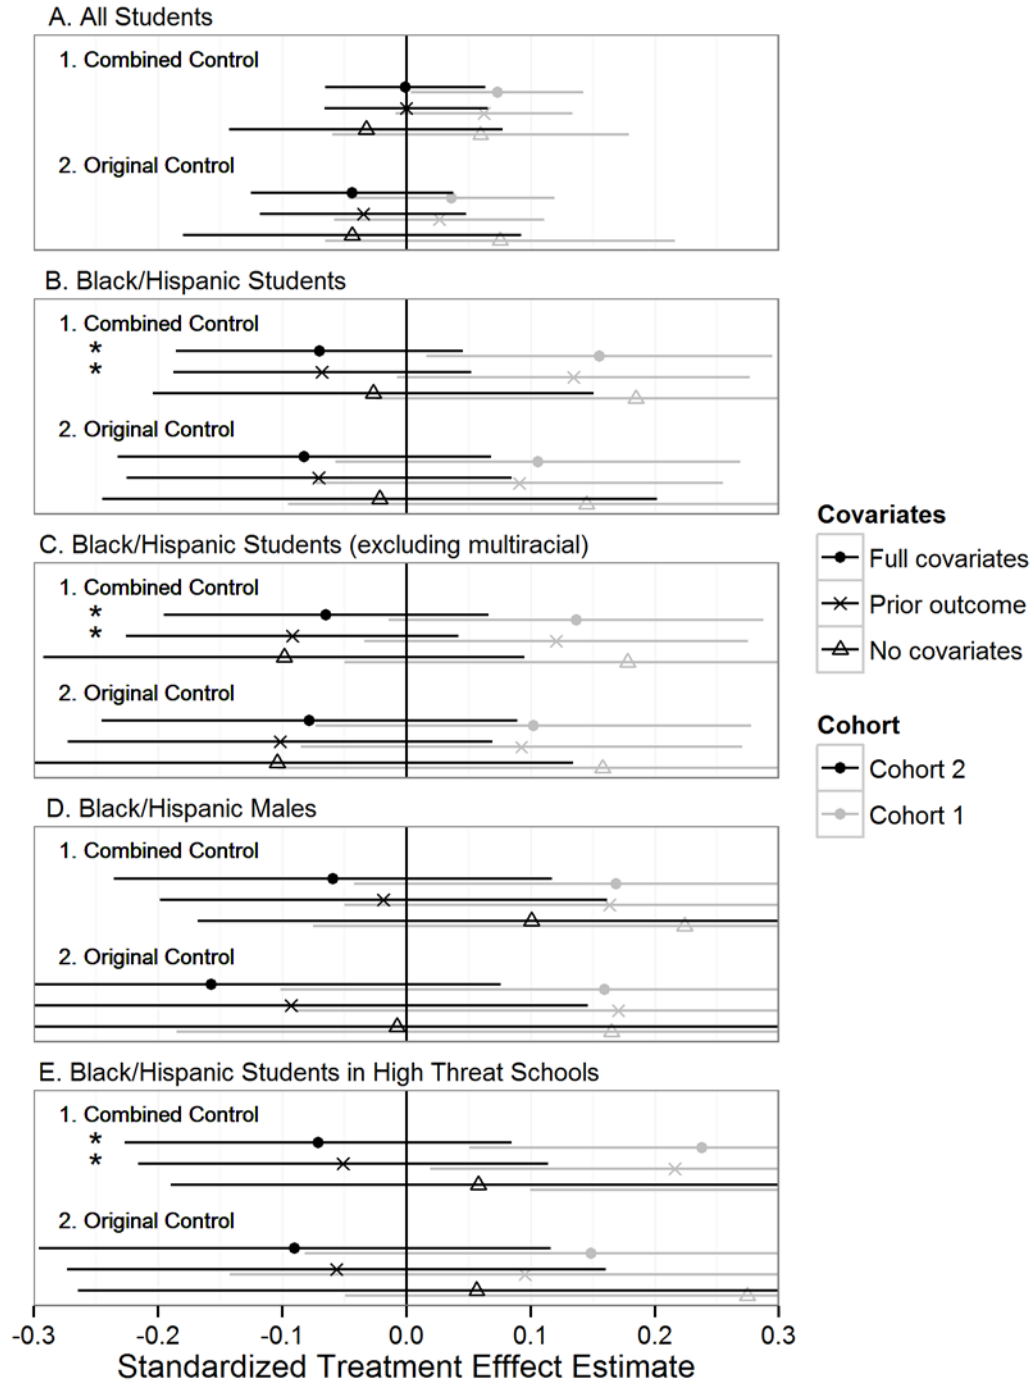 A. All Students
1. Combined Control
2. Original Control
B. Black/Hispanic Students
1. Combined Control
*
*
2. Original Control
C. Black/Hispanic Students (excluding multiracial)
1. Combined Control
*
*
2. Original Control
D. Black/Hispanic Males
1. Combined Control
2. Original Control
E. Black/Hispanic Students in High Threat Schools
1. Combined Control
*
*
2. Original Control
-0.3 -0.2 -0.1 0.0 0.1 0.2 0.3
Standardized Treatment Efffect Estimate
Covariates
Full covariates
Prior outcome
No covariates
Cohort
Cohort 2
Cohort 1